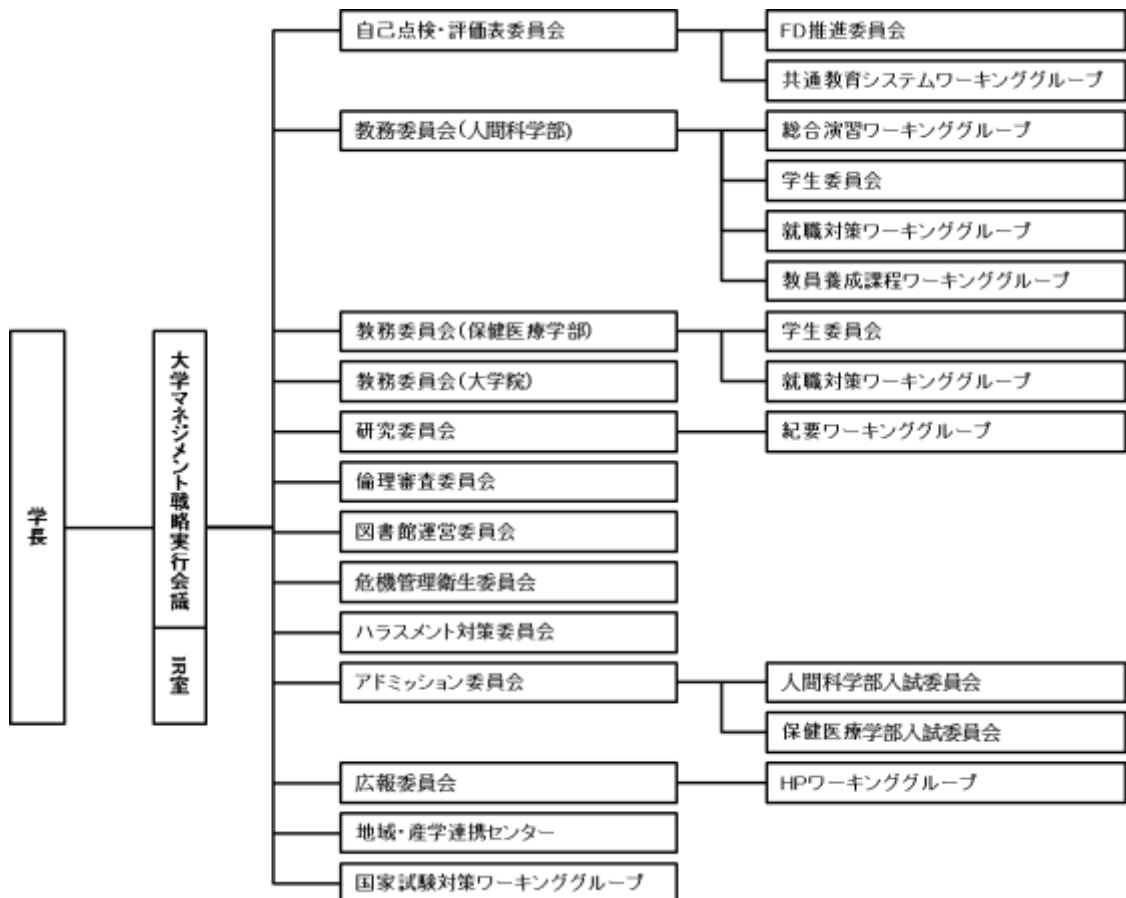 学長
大学マネジメント戦略実行会議
IR室
自己点検・評価表委員会
FD推進委員会
共通教育システムワーキンググループ
教務委員会(人間科学部)
総合演習ワーキンググループ
学生委員会
就職対策ワーキンググループ
教員養成課程ワーキンググループ
教務委員会(保健医療学部)
学生委員会
就職対策ワーキンググループ
教務委員会(大学院)
研究委員会
紀要ワーキンググループ
倫理審査委員会
図書館運営委員会
危機管理衛生委員会
ハラスメント対策委員会
アドミッション委員会
人間科学部入試委員会
保健医療学部入試委員会
広報委員会
HPワーキンググループ
地域・産学連携センター
国家試験対策ワーキンググループ